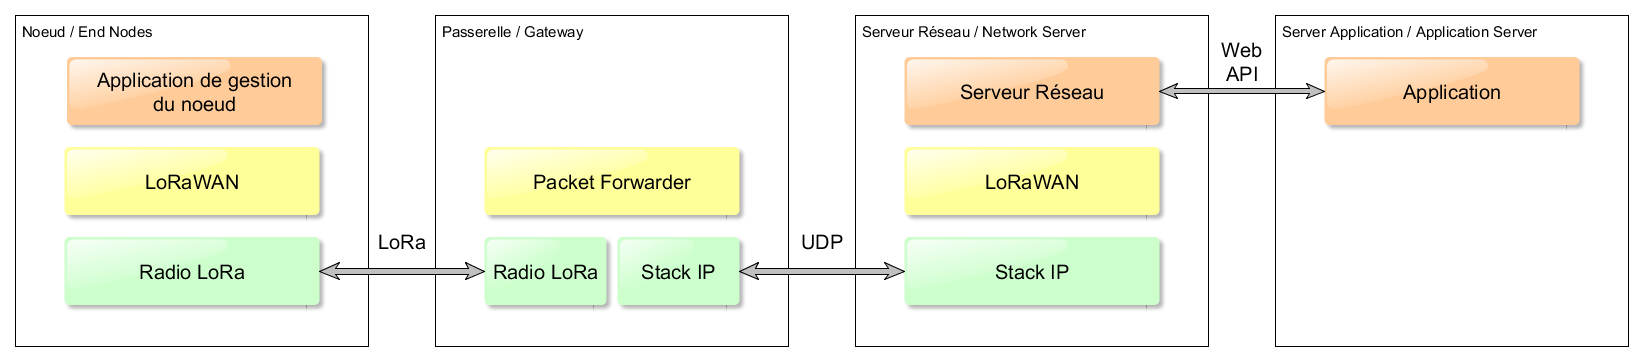 Noeud / End Nodes
Application de gestion
du noeud
LoRaWAN
Radio LoRa
LoRa
Passerelle / Gateway
Packet Forwarder
Radio LoRa
Stack IP
UDP
Serveur Réseau / Network Server
Serveur Réseau
LoRaWAN
Stack IP
Web
API
Server Application / Application Server
Application